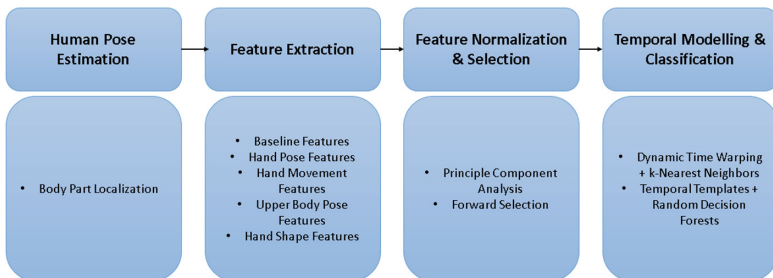 Human Pose
Estimation
Feature Extraction
Feature Normalization
& Selection
Temporal Modelling &
Classification
• Body Part Localization
• Baseline Features
• Hand Pose Features
• Hand Movement
Features
• Upper Body Pose
Features
• Hand Shape Features
• Principle Component
Analysis
• Forward Selection
• Dynamic Time Warping
+ k-Nearest Neighbors
• Temporal Templates +
Random Decision
Forests